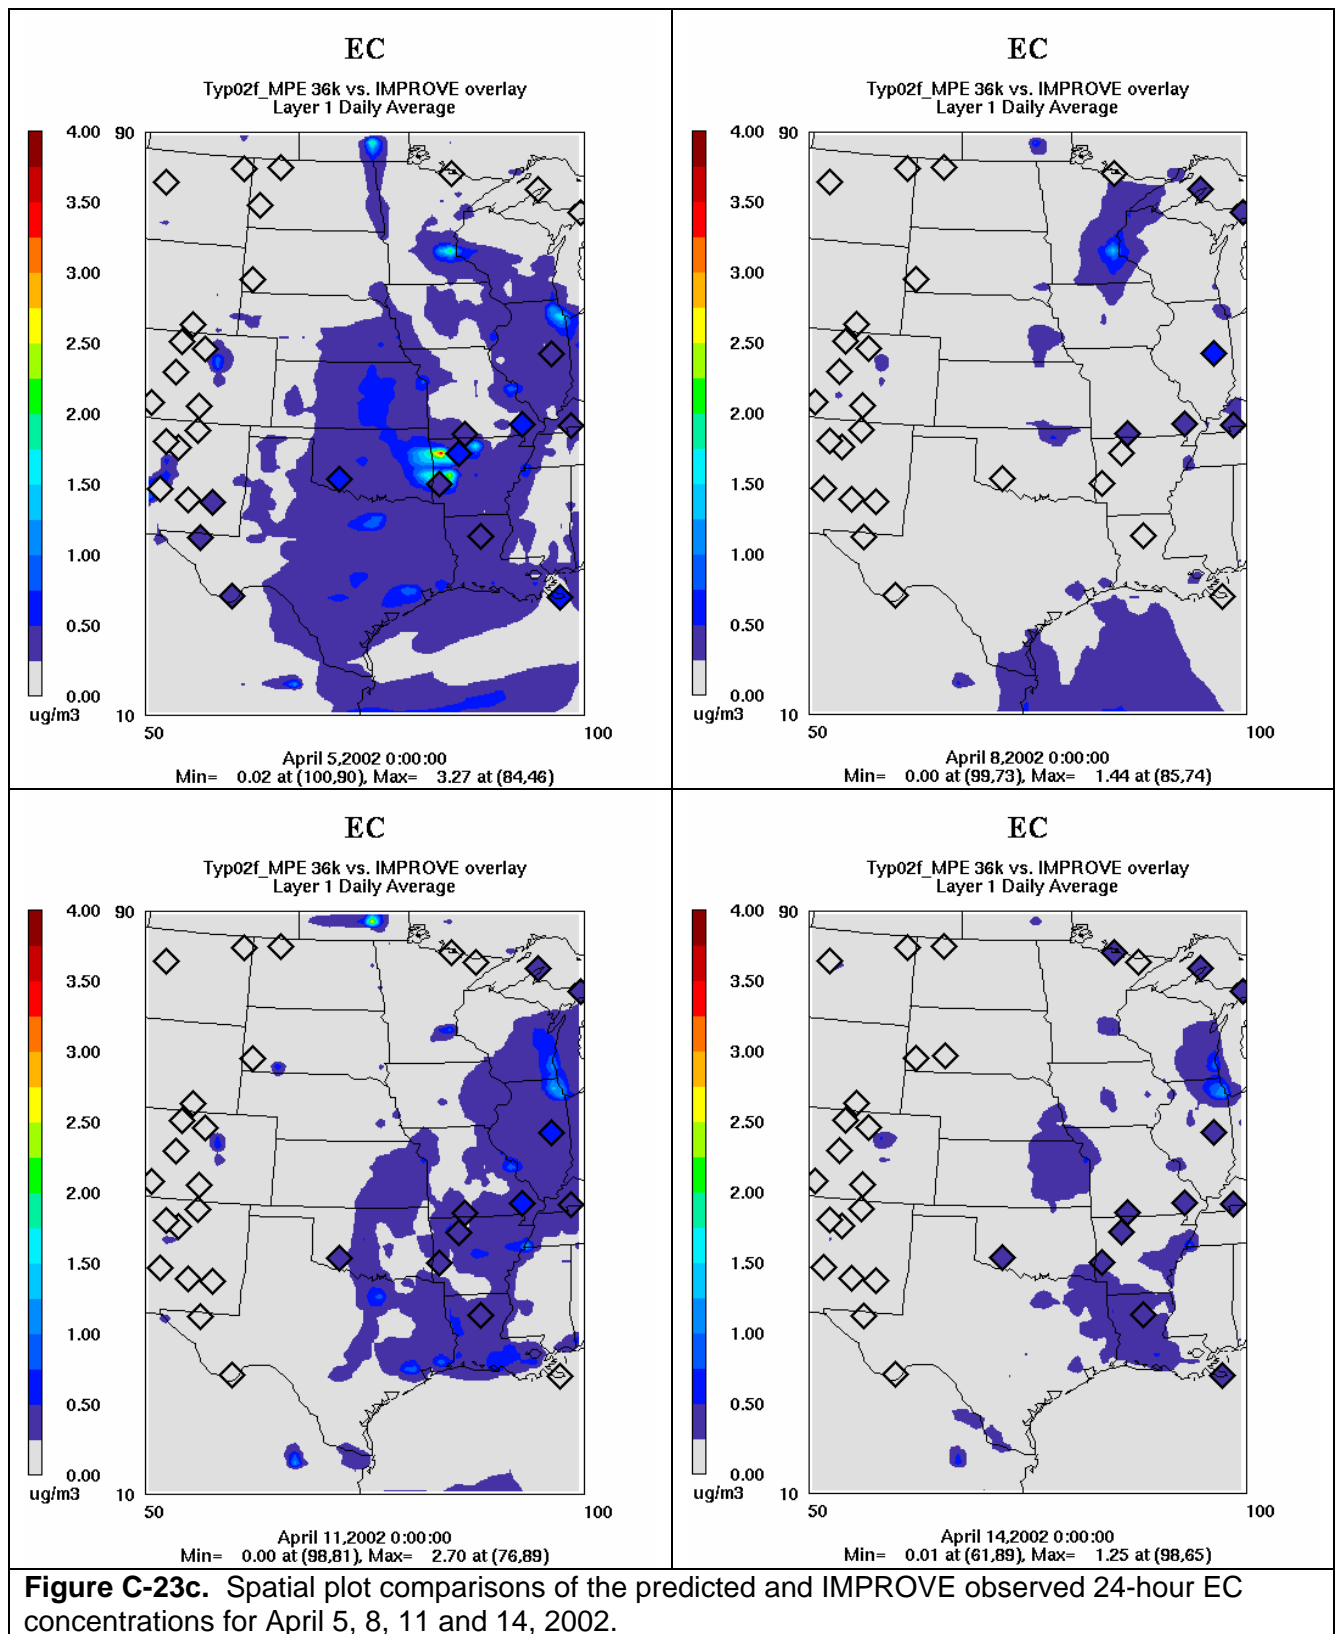 EC
Typ02f_MPE 36k vs. IMPROVE overlay
Layer 1 Daily Average
4.00
3.50
3.00
2.50
2.00
1.50
1.00
0.50
0.00
ug/m3
90
10
50
100
April 5,2002 0:00:00
Min= 0.02 at (100,90), Max= 3.27 at (84,46)
EC
Typ02f_MPE 36k vs. IMPROVE overlay
Layer 1 Daily Average
4.00
3.50
3.00
2.50
2.00
1.50
1.00
0.50
0.00
ug/m3
90
10
50
100
April 8,2002 0:00:00
Min= 0.00 at (99,73), Max= 1.44 at (85,74)
EC
Typ02f_MPE 36k vs. IMPROVE overlay
Layer 1 Daily Average
4.00
3.50
3.00
2.50
2.00
1.50
1.00
0.50
0.00
ug/m3
90
10
50
100
April 11,2002 0:00:00
Min= 0.00 at (98,81), Max= 2.70 at (76,89)
EC
Typ02f_MPE 36k vs. IMPROVE overlay
Layer 1 Daily Average
4.00
3.50
3.00
2.50
2.00
1.50
1.00
0.50
0.00
ug/m3
90
10
50
100
April 14,2002 0:00:00
Min= 0.01 at (61,89), Max= 1.25 at (98,65)
Figure C-23c. Spatial plot comparisons of the predicted and IMPROVE observed 24-hour EC
concentrations for April 5, 8, 11 and 14, 2002.